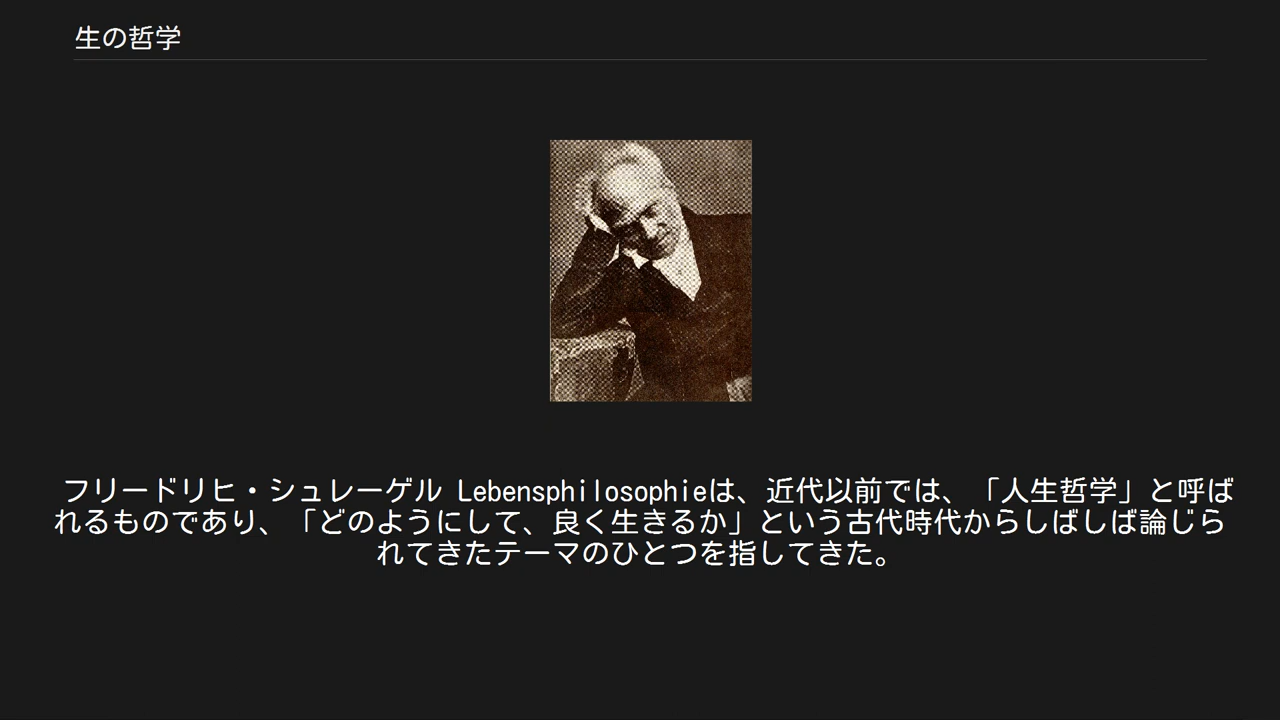 生の哲学
フリードリヒ・シュレーゲル Lebensphilosophieは、近代以前では、「人生哲学」と呼ば
れるものであり、「どのようにして、良く生きるか」という古代時代からしばしば論じら
れてきたテーマのひとつを指してきた。